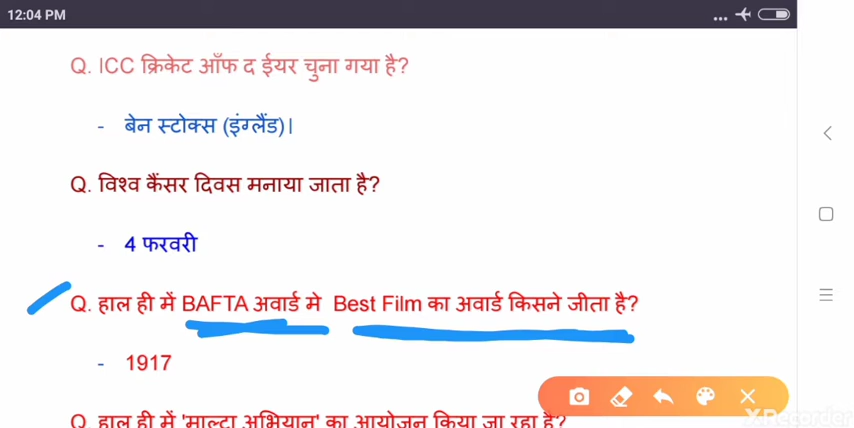 12:04 PM
Q. ICC क्रिकेट ऑफ द ईयर चुना गया है?
- बेन स्टोक्स (इंग्लैंड)|
Q. विश्व कैंसर दिवस मनाया जाता है?
- 4 फरवरी
Q. हाल ही में BAFTA अवार्ड मे Best Film का अवार्ड किसने जीता है?
- 1917
Q. हाल ही में 'माल्टा अभियान' का आयोजन किया जा रहा है?
XRecorder